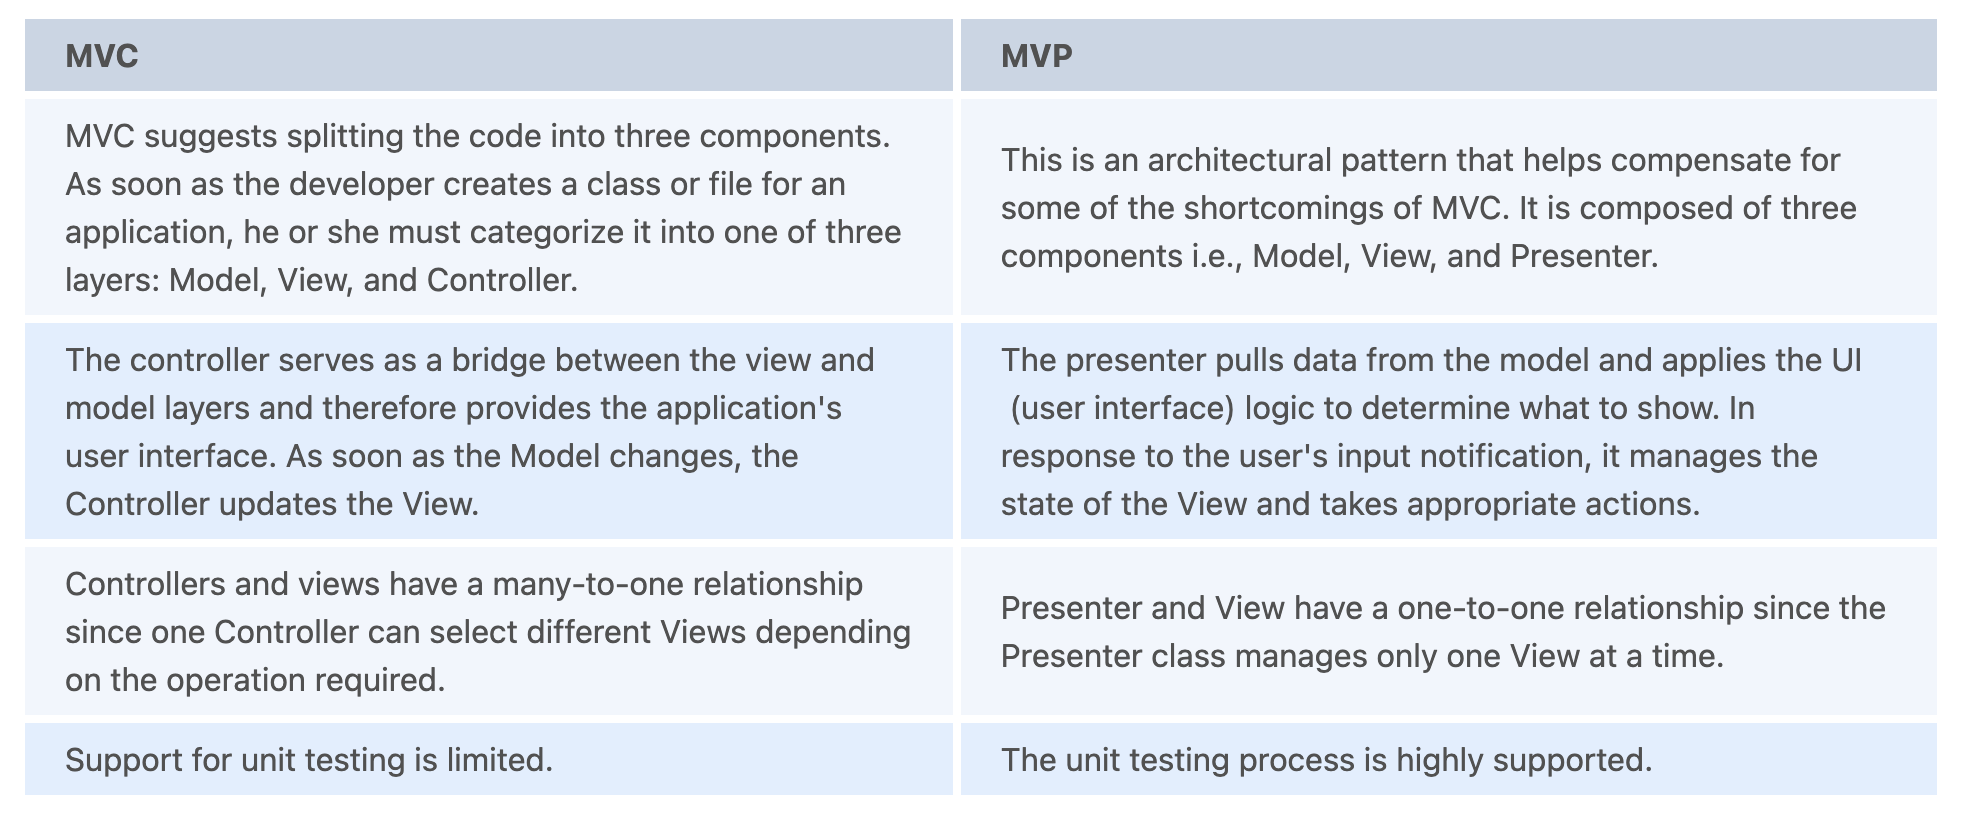 MVC
MVP
MVC suggests splitting the code into three components.
As soon as the developer creates a class or file for an
application, he or she must categorize it into one of three
layers: Model, View, and Controller.
This is an architectural pattern that helps compensate for
some of the shortcomings of MVC. It is composed of three
components i.e., Model, View, and Presenter.
The controller serves as a bridge between the view and
model layers and therefore provides the application's
user interface. As soon as the Model changes, the
Controller updates the View.
The presenter pulls data from the model and applies the UI
(user interface) logic to determine what to show. In
response to the user's input notification, it manages the
state of the View and takes appropriate actions.
Controllers and views have a many-to-one relationship
since one Controller can select different Views depending
on the operation required.
Presenter and View have a one-to-one relationship since the
Presenter class manages only one View at a time.
Support for unit testing is limited.
The unit testing process is highly supported.